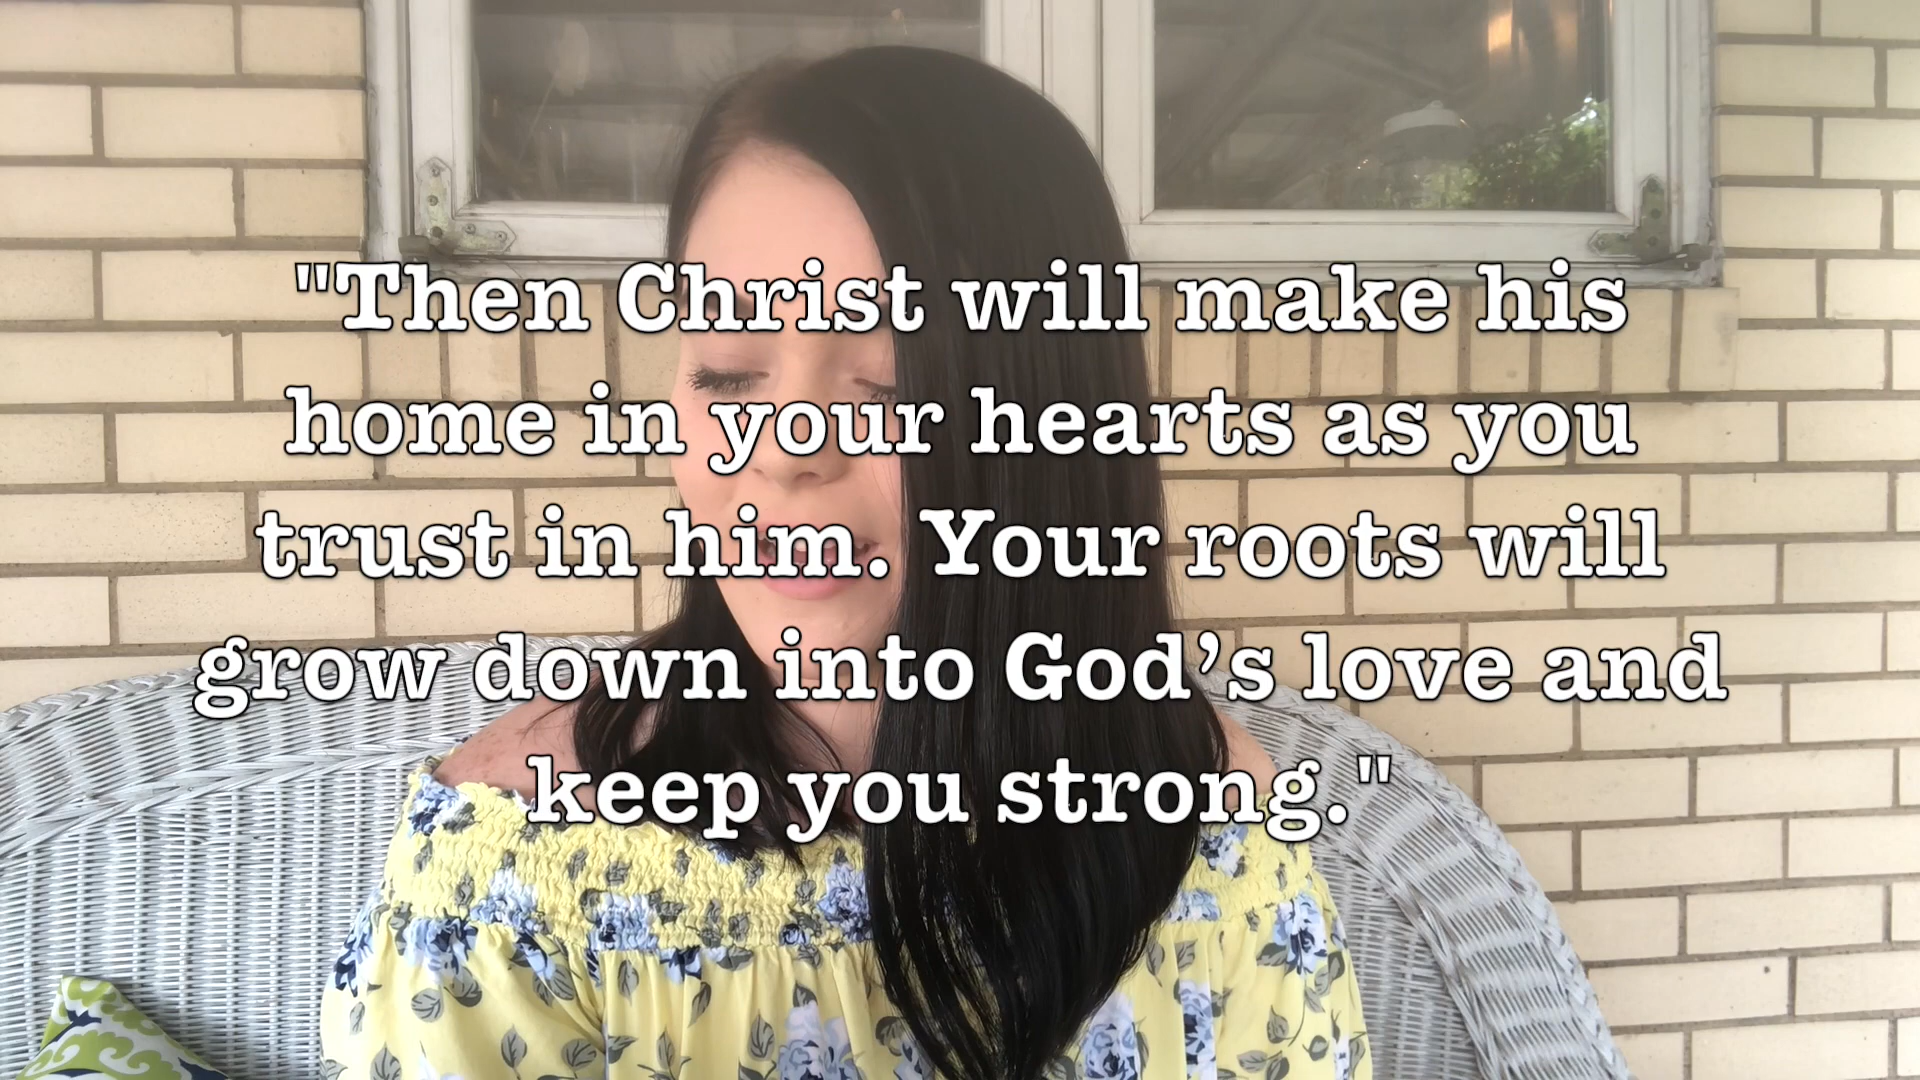 "Then Christ will make his
home in your hearts as you
trust in him. Your roots will
grow down into God’s love and
keep you strong."